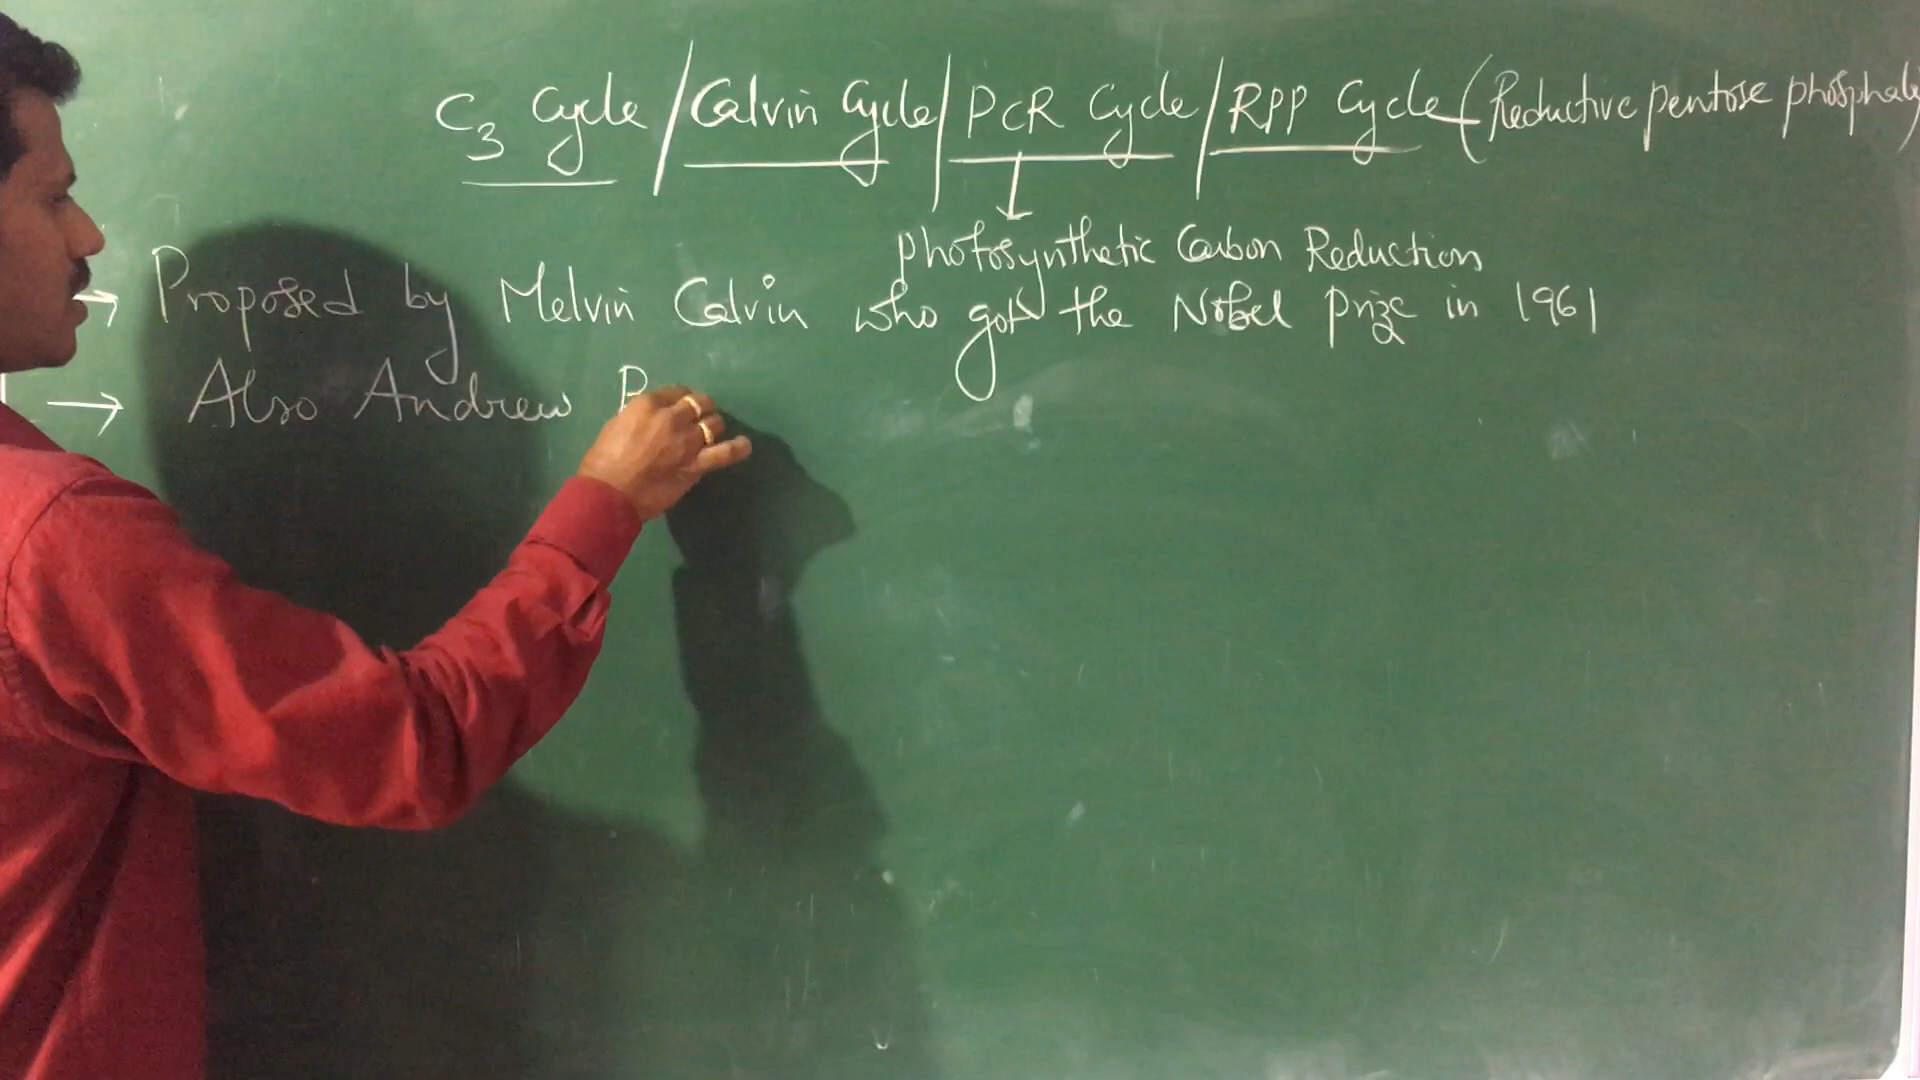 C3 Cycle / Calvin Cycle / PCR Cycle / RPP Cycle (Reductive pentose phosphate
photosynthetic Carbon Reduction
→ Proposed by Melvin Calvin who got the Nobel prize in 1961
→ Also Andrew B